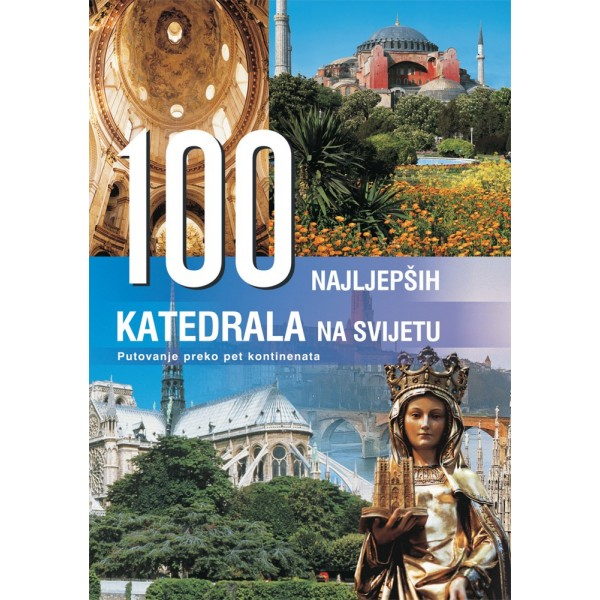 100
NAJLJEPŠIH
KATEDRALA NA SVIJETU
Putovanje preko pet kontinenata